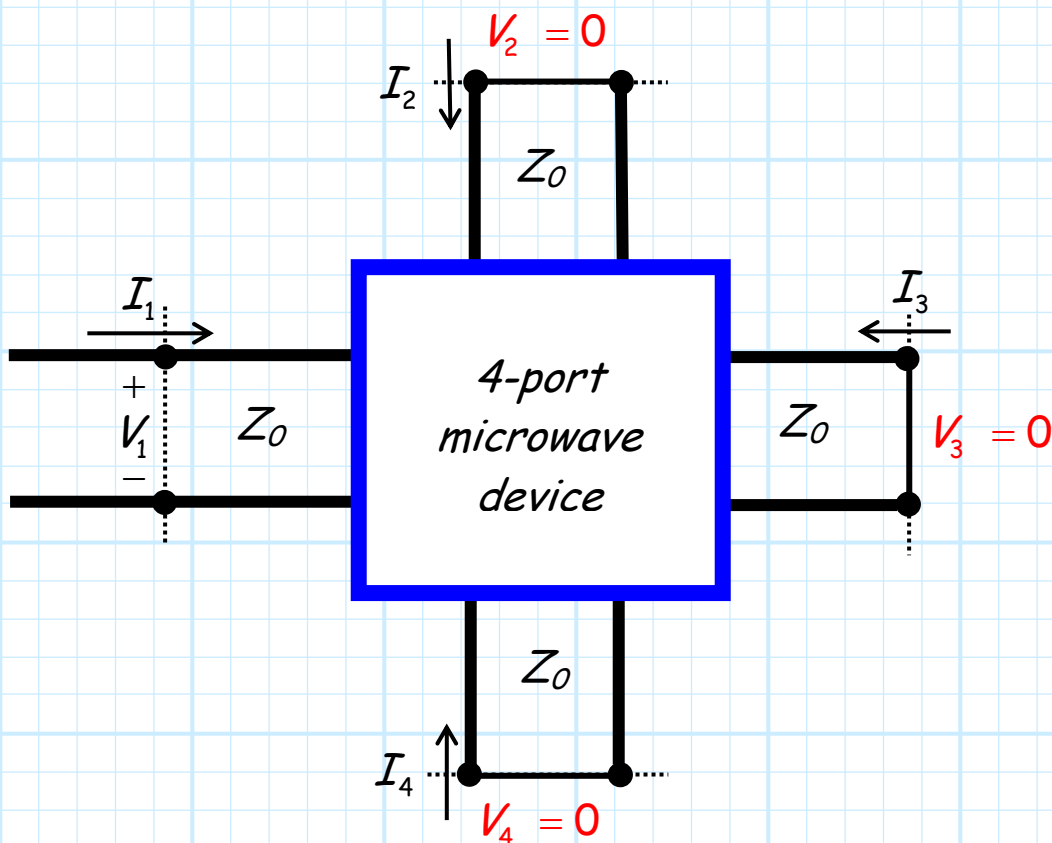 V₂ = 0
I₂
Z₀
I₁
I₃
+
V₁
−
Z₀
4-port
microwave
device
Z₀
V₃ = 0
Z₀
I₄
V₄ = 0